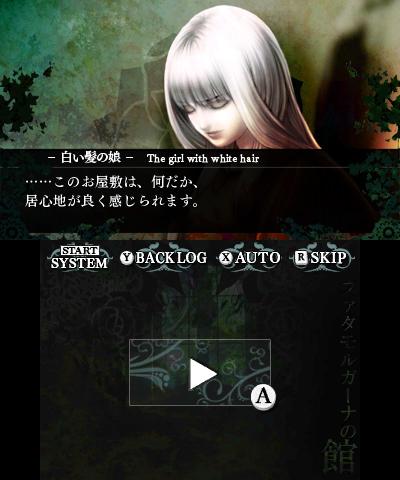 − 白い髪の娘 − The girl with white hair
……このお屋敷は、何だか、
居心地が良く感じられます。
START
SYSTEM
Y BACKLOG
X AUTO
R SKIP
A
ファタモルガーナの館